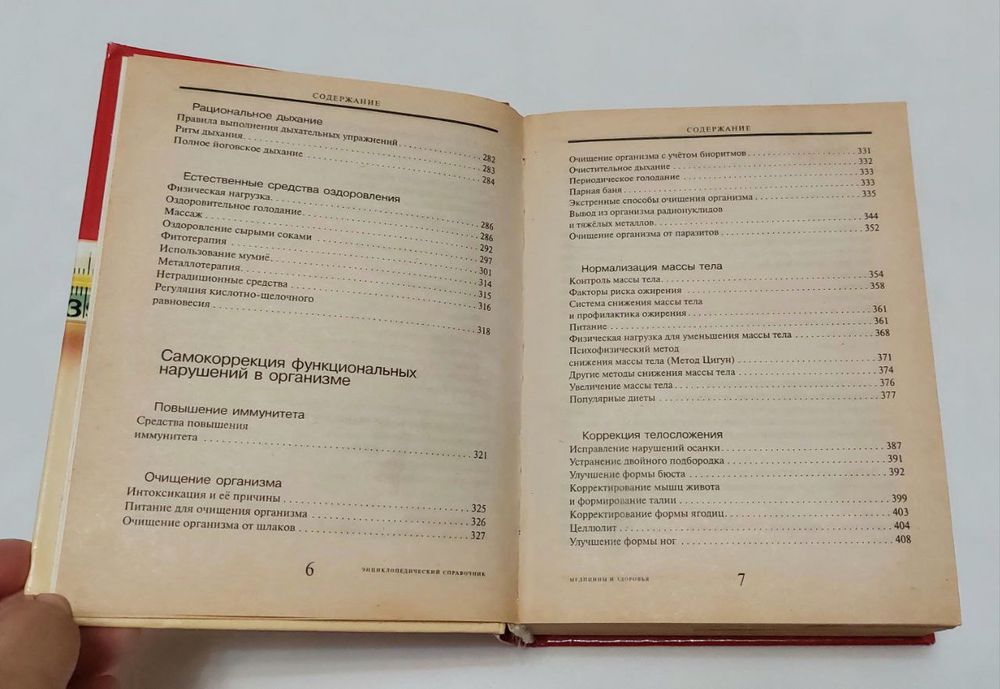 СОДЕРЖАНИЕ
Рациональное дыхание
Правила выполнения дыхательных упражнений 282
Ритм дыхания 283
Полное йоговское дыхание 284
Естественные средства оздоровления
Физическая нагрузка 286
Оздоровительное голодание 286
Массаж 292
Оздоровление сырыми соками 297
Фитотерапия 301
Использование мумиё 314
Металлотерапия 315
Нетрадиционные средства 316
Регуляция кислотно-щелочного
равновесия 318
Самокоррекция функциональных
нарушений в организме
Повышение иммунитета
Средства повышения
иммунитета 321
Очищение организма
Интоксикация и её причины 325
Питание для очищения организма 326
Очищение организма от шлаков 327
6 ЭНЦИКЛОПЕДИЧЕСКИЙ СПРАВОЧНИК
СОДЕРЖАНИЕ
Очищение организма с учётом биоритмов 331
Очистительное дыхание 332
Периодическое голодание 333
Парная баня 333
Экстренные способы очищения организма 335
Вывод из организма радионуклидов
и тяжёлых металлов 344
Очищение организма от паразитов 352
Нормализация массы тела
Контроль массы тела 354
Факторы риска ожирения 358
Система снижения массы тела
и профилактика ожирения 361
Питание 361
Физическая нагрузка для уменьшения массы тела 368
Психофизический метод
снижения массы тела (Метод Цигун) 371
Другие методы снижения массы тела 374
Увеличение массы тела 376
Популярные диеты 377
Коррекция телосложения
Исправление нарушений осанки 387
Устранение двойного подбородка 391
Улучшение формы бюста 392
Корректирование мышц живота
и формирование талии 399
Корректирование формы ягодиц 403
Целлюлит 404
Улучшение формы ног 408
МЕДИЦИНЫ И ЗДОРОВЬЯ 7
3